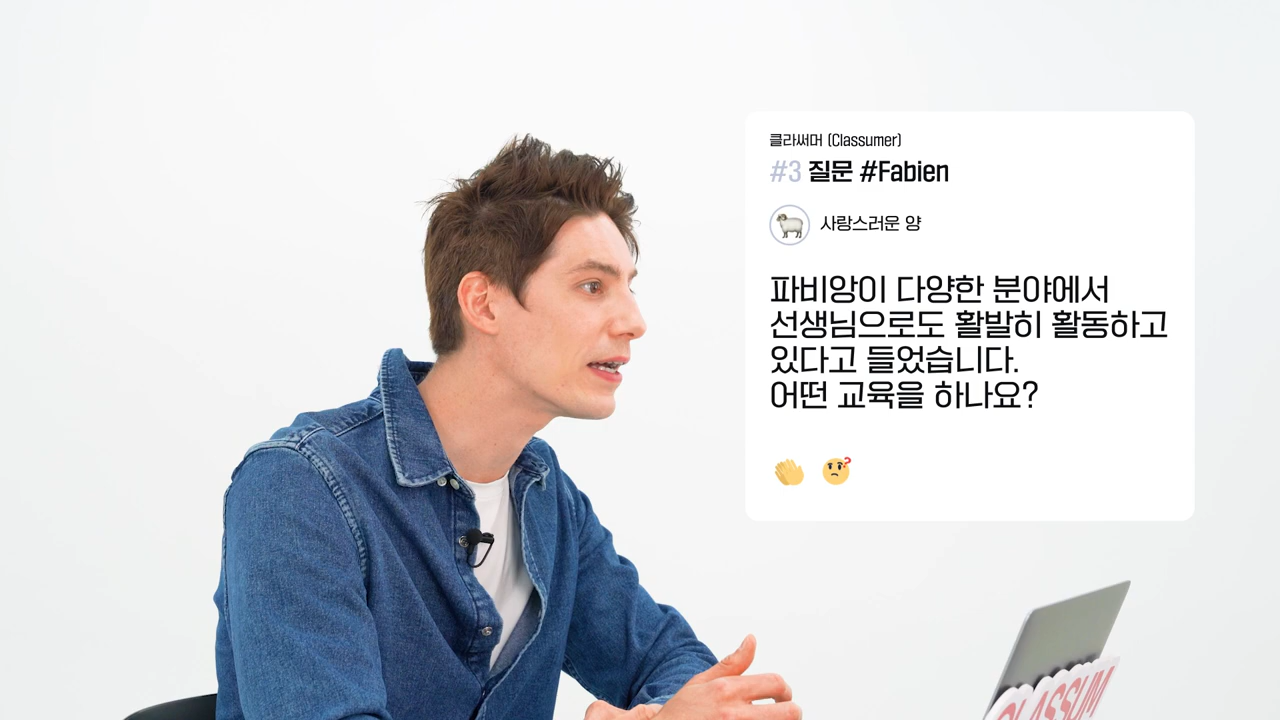 클라써머 (Classumer)
#3 질문 #Fabien
사랑스러운 양
파비앙이 다양한 분야에서
선생님으로도 활발히 활동하고
있다고 들었습니다.
어떤 교육을 하나요?
CLASSUM